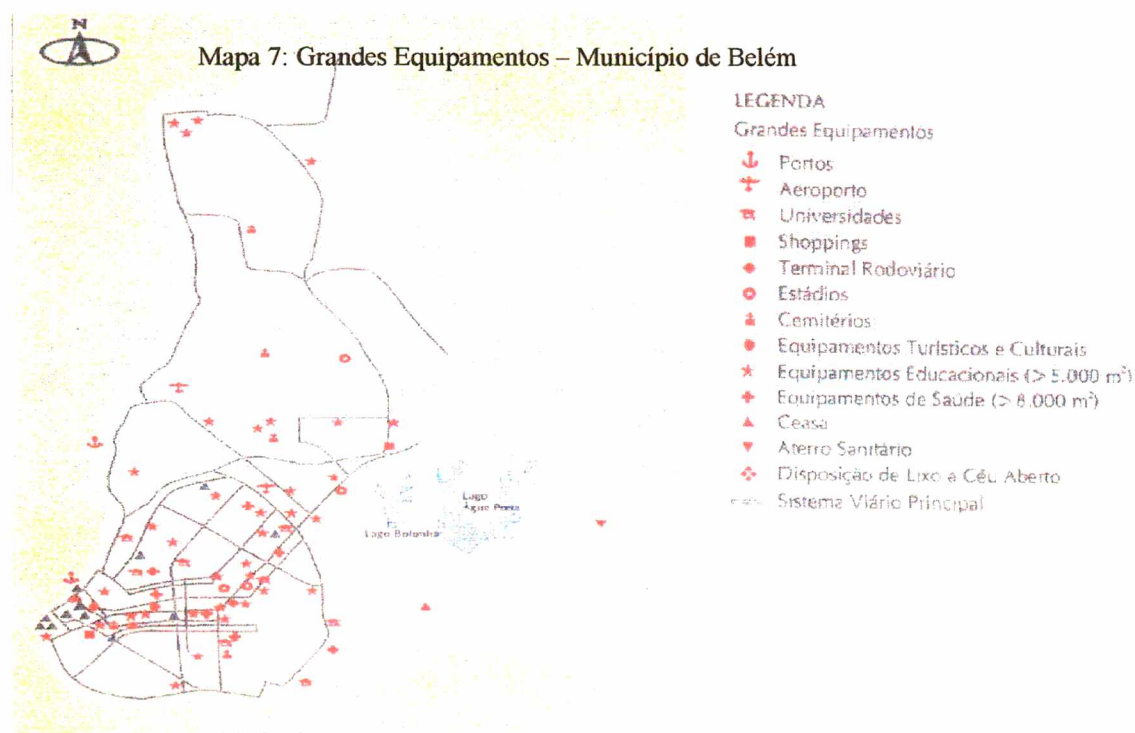 N
Mapa 7: Grandes Equipamentos – Município de Belém
LEGENDA
Grandes Equipamentos
Portos
Aeroporto
Universidades
Shoppings
Terminal Rodoviário
Estádios
Cemitérios
Equipamentos Turísticos e Culturais
Equipamentos Educacionais (> 5.000 m²)
Equipamentos de Saúde (> 8.000 m²)
Ceasa
Aterro Sanitário
Disposição de Lixo a Céu Aberto
Sistema Viário Principal
Lago
Água Preta
Lago Bolonha